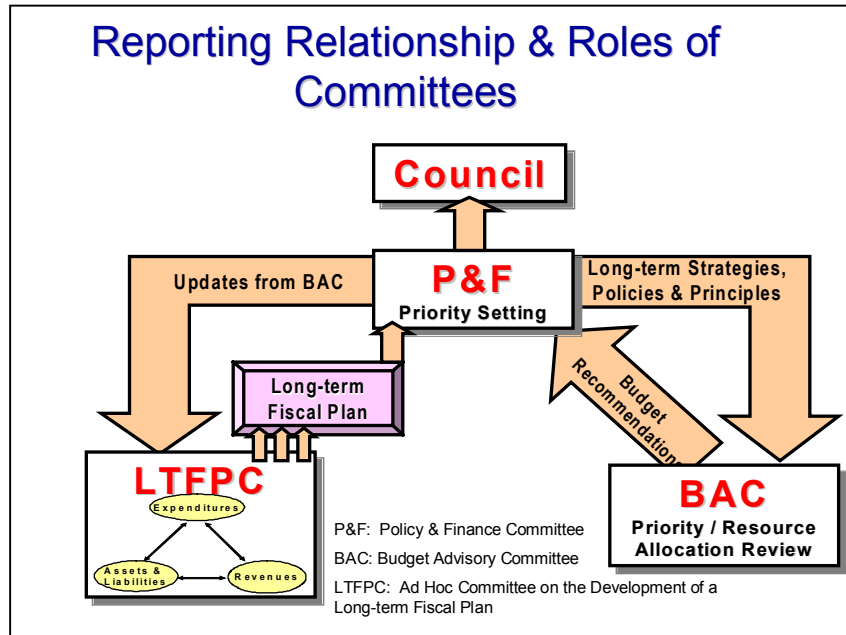 Reporting Relationship & Roles of
Committees
Council
P&F
Priority Setting
Updates from BAC
Long-term Strategies,
Policies & Principles
Long-term
Fiscal Plan
Budget
Recommendations
LTFPC
Expenditures
Assets &
Liabilities
Revenues
BAC
Priority / Resource
Allocation Review
P&F: Policy & Finance Committee
BAC: Budget Advisory Committee
LTFPC: Ad Hoc Committee on the Development of a
Long-term Fiscal Plan